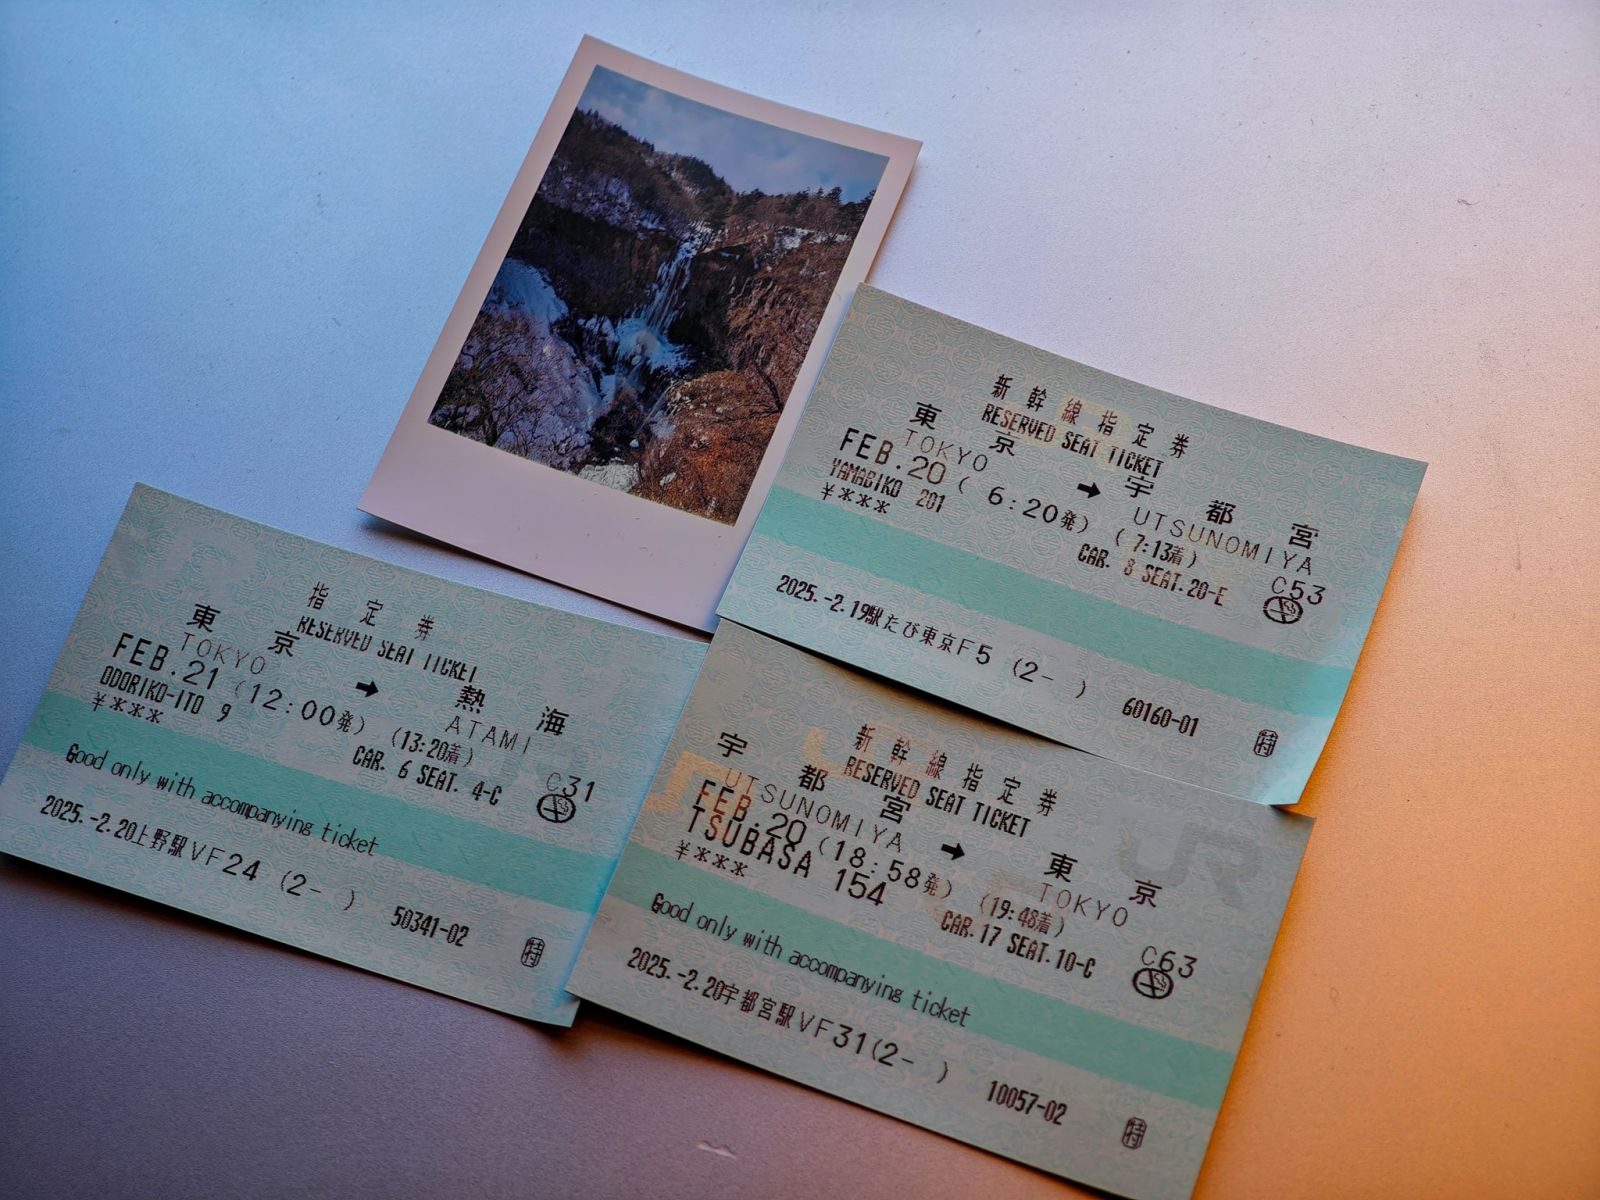 新幹線指定券
RESERVED SEAT TICKET
東京 → 宇都宮
TOKYO UTSUNOMIYA
FEB.20 ( 6:20発) (7:13着) C53
YAMABIKO 201 CAR. 8 SEAT.20-E
¥***
2025.-2.19駅たび東京F5 (2- ) 60160-01 特
指定券
RESERVED SEAT TICKET
東京 → 熱海
TOKYO ATAMI
FEB.21 (12:00発) (13:20着) C31
ODORIKO-ITO 9 CAR. 6 SEAT. 4-C
¥***
Good only with accompanying ticket
2025.-2.20上野駅VF24 (2- ) 50341-02 特
新幹線指定券
RESERVED SEAT TICKET
宇都宮 → 東京
UTSUNOMIYA TOKYO
FEB.20 (18:58発) (19:48着) C63
TSUBASA 154 CAR.17 SEAT.10-C
¥***
Good only with accompanying ticket
2025.-2.20宇都宮駅VF31(2- ) 10057-02 特